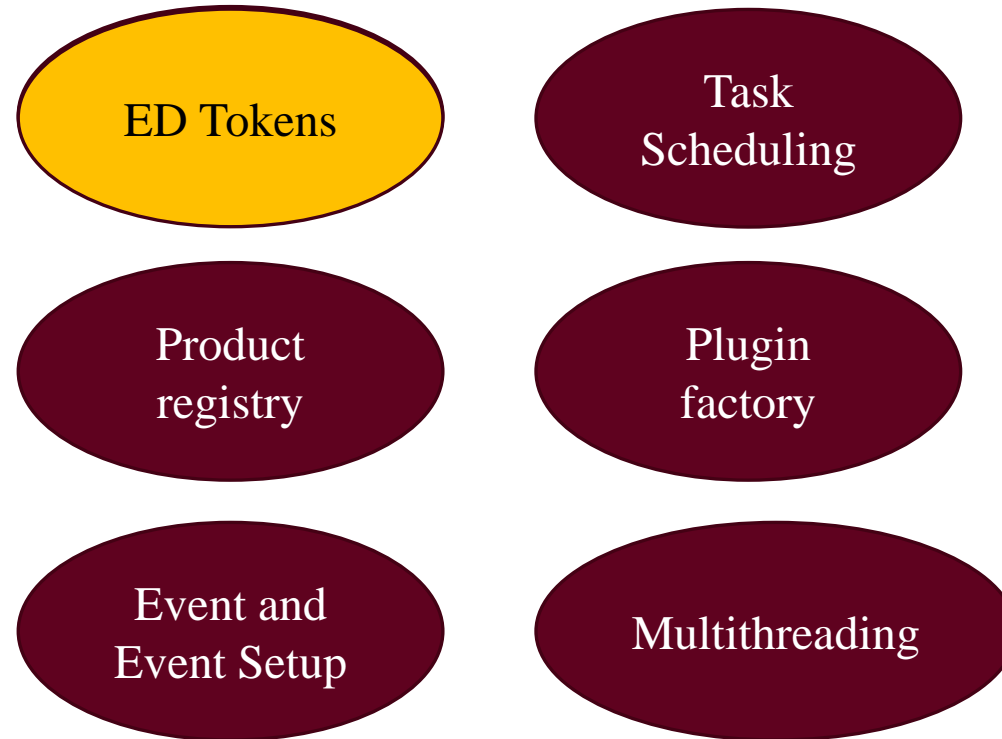 ED Tokens
Task
Scheduling
Product
registry
Plugin
factory
Event and
Event Setup
Multithreading